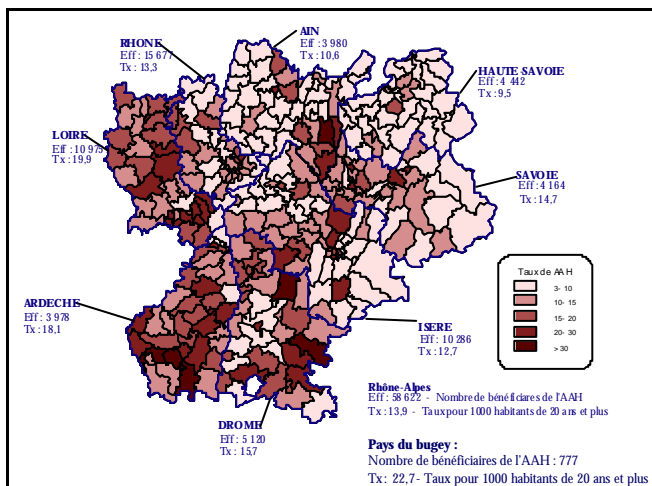 AIN
Eff : 3 980
Tx : 10,6
RHONE
Eff : 15 677
Tx : 13,3
HAUTE-SAVOIE
Eff : 4 442
Tx : 9,5
LOIRE
Eff : 10 975
Tx : 19,9
SAVOIE
Eff : 4 164
Tx : 14,7
Taux de AAH
3- 10
10- 15
15- 20
20- 30
> 30
ARDECHE
Eff : 3 978
Tx : 18,1
ISERE
Eff : 10 286
Tx : 12,7
DROME
Eff : 5 120
Tx : 15,7
Rhône-Alpes
Eff : 58 622 - Nombre de bénéficiares de l'AAH
Tx : 13,9 - Taux pour 1000 habitants de 20 ans et plus
Pays du bugey :
Nombre de bénéficiares de l'AAH : 777
Tx : 22,7- Taux pour 1000 habitants de 20 ans et plus